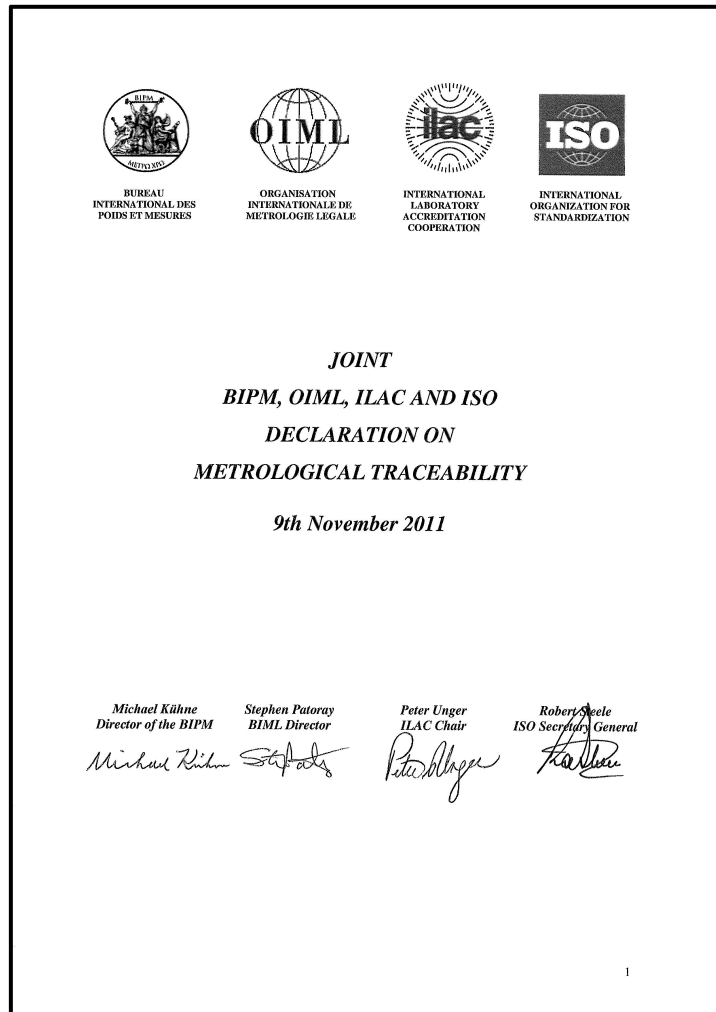 BIPM
ΜΕΤΡΩ ΧΡΩ
OIML
ilac
ISO
BUREAU
INTERNATIONAL DES
POIDS ET MESURES
ORGANISATION
INTERNATIONALE DE
METROLOGIE LEGALE
INTERNATIONAL
LABORATORY
ACCREDITATION
COOPERATION
INTERNATIONAL
ORGANIZATION FOR
STANDARDIZATION
JOINT
BIPM, OIML, ILAC AND ISO
DECLARATION ON
METROLOGICAL TRACEABILITY
9th November 2011
Michael Kühne
Director of the BIPM
Stephen Patoray
BIML Director
Peter Unger
ILAC Chair
Robert Steele
ISO Secretary General
1